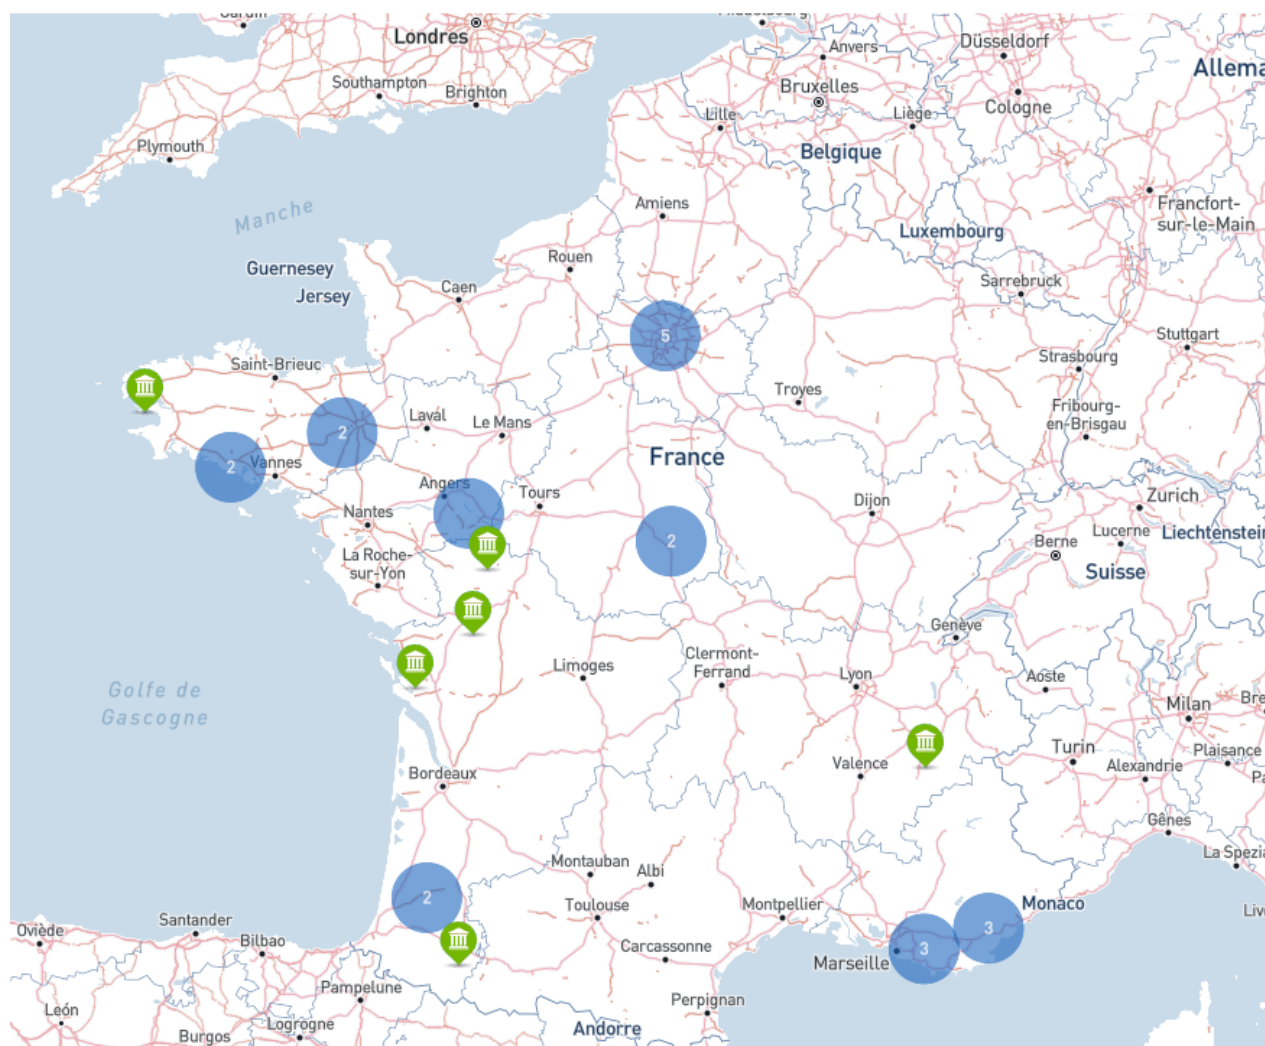 Londres
Anvers
Düsseldorf
Allema
Southampton
Brighton
Bruxelles
Cologne
Lille
Liège
Plymouth
Belgique
Manche
Amiens
Francfort-
sur-le-Main
Luxembourg
Guernesey
Rouen
Jersey
Caen
Sarrebruck
5
Stuttgart
Saint-Brieuc
Strasbourg
Troyes
Laval
Le Mans
Fribourg-
en-Brisgau
2
France
2
Vannes
Angers
Tours
Dijon
Zurich
Nantes
Lucerne
Liechtenstein
Berne
2
La Roche-
sur-Yon
Suisse
Genève
Clermont-
Ferrand
Limoges
Lyon
Aoste
Golfe de
Gascogne
Milan
Bre
Turin
Plaisance
Valence
Alexandrie
Pa
Bordeaux
Gênes
La Spezia
Montauban
Albi
2
Toulouse
Montpellier
Monaco
Liv
Santander
Oviède
Bilbao
3
Carcassonne
3
Marseille
Pampelune
Perpignan
León
Logrogne
Andorre
Burgos